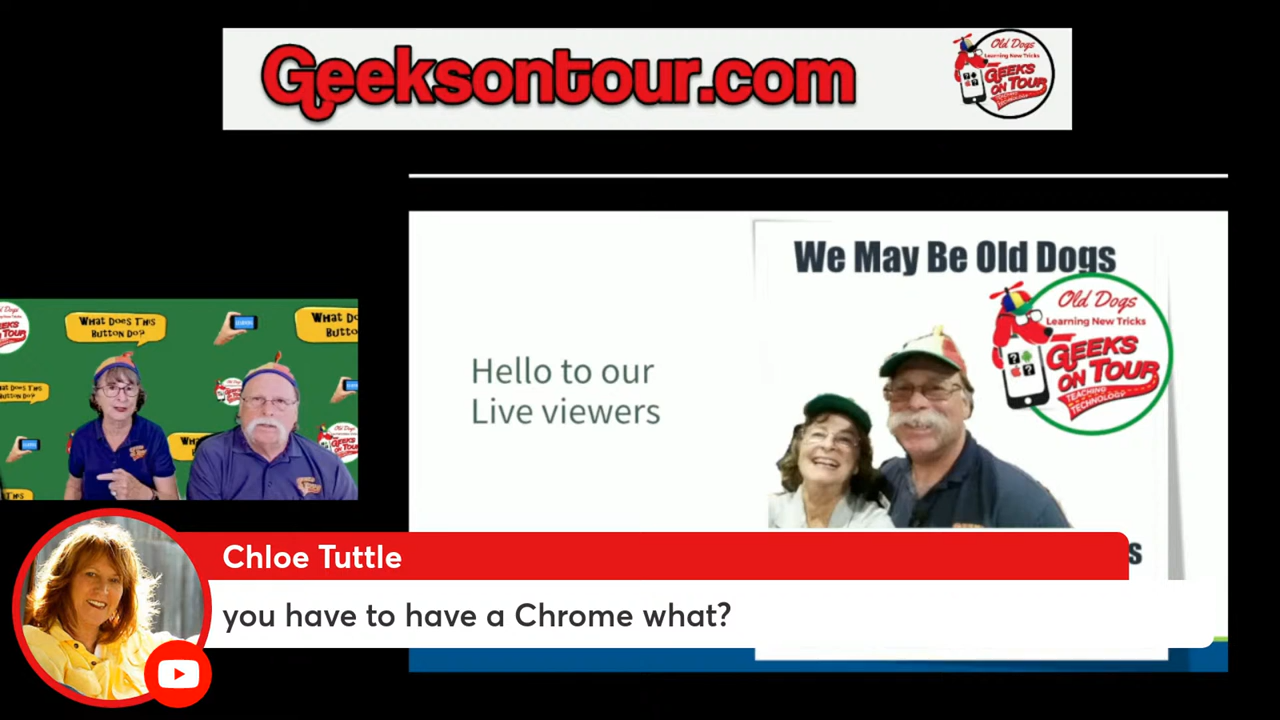 Geeksontour.com
Old Dogs
Learning New Tricks
GEEKS
ON TOUR
We May Be Old Dogs
Old Dogs
Learning New Tricks
GEEKS
ON TOUR
TEACHING
TECHNOLOGY
Hello to our
Live viewers
WHAT DOES THIS
BUTTON DO?
Chloe Tuttle
you have to have a Chrome what?